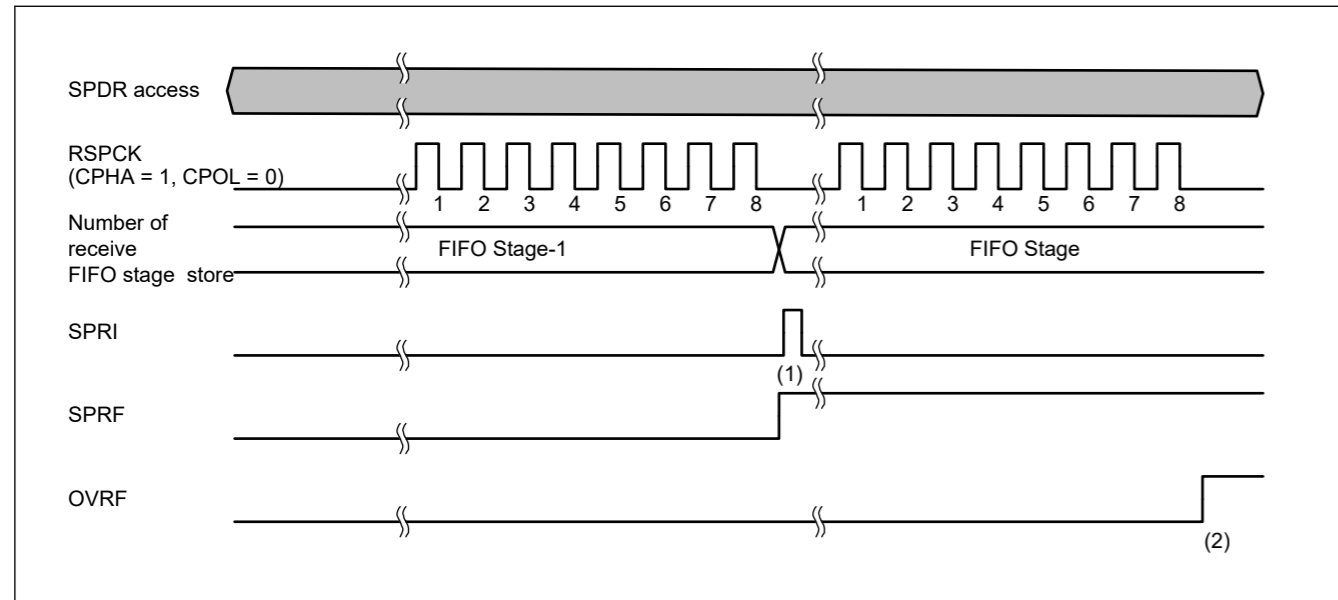 SPDR access
RSPCK
(CPHA = 1, CPOL = 0)
1 2 3 4 5 6 7 8 1 2 3 4 5 6 7 8
Number of
receive
FIFO stage store
FIFO Stage-1 FIFO Stage
SPRI
(1)
SPRF
OVRF
(2)